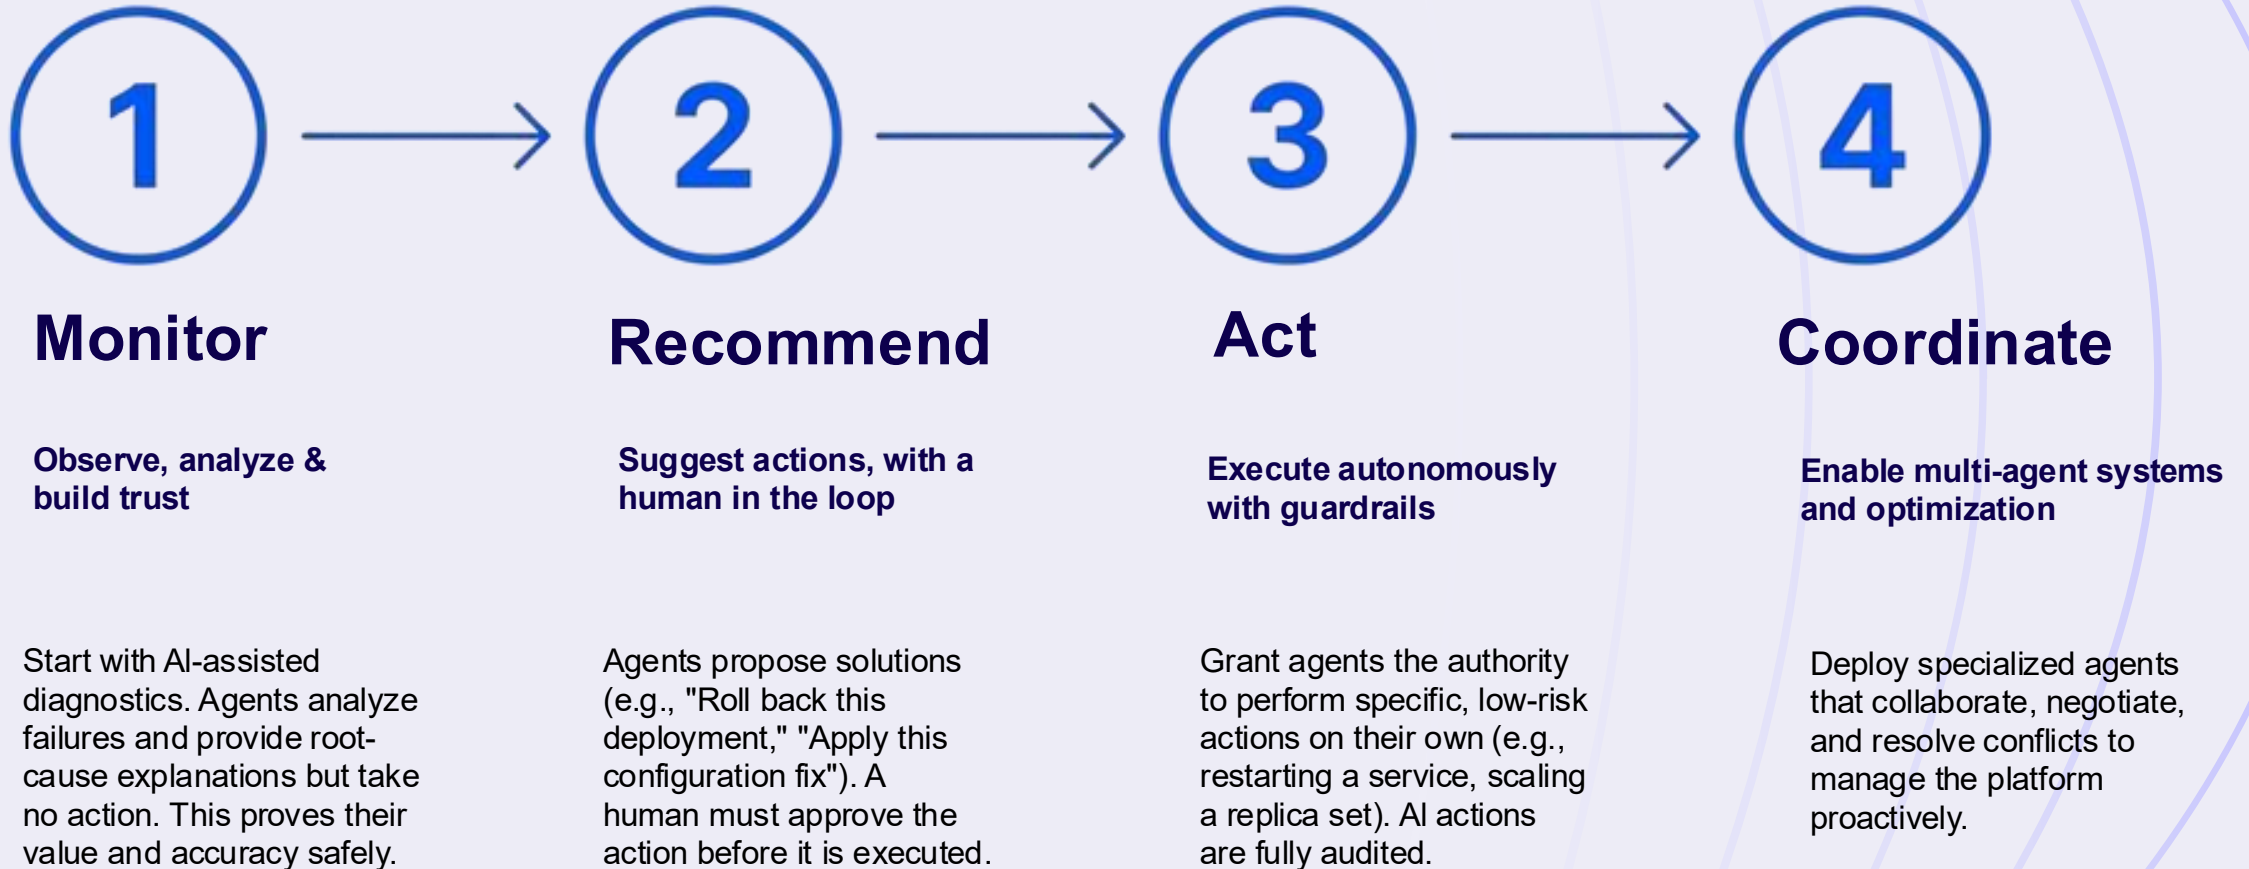 1
2
3
4
Monitor
Observe, analyze &
build trust
Start with AI-assisted
diagnostics. Agents analyze
failures and provide root-
cause explanations but take
no action. This proves their
value and accuracy safely.
Recommend
Suggest actions, with a
human in the loop
Agents propose solutions
(e.g., "Roll back this
deployment," "Apply this
configuration fix"). A
human must approve the
action before it is executed.
Act
Execute autonomously
with guardrails
Grant agents the authority
to perform specific, low-risk
actions on their own (e.g.,
restarting a service, scaling
a replica set). AI actions
are fully audited.
Coordinate
Enable multi-agent systems
and optimization
Deploy specialized agents
that collaborate, negotiate,
and resolve conflicts to
manage the platform
proactively.